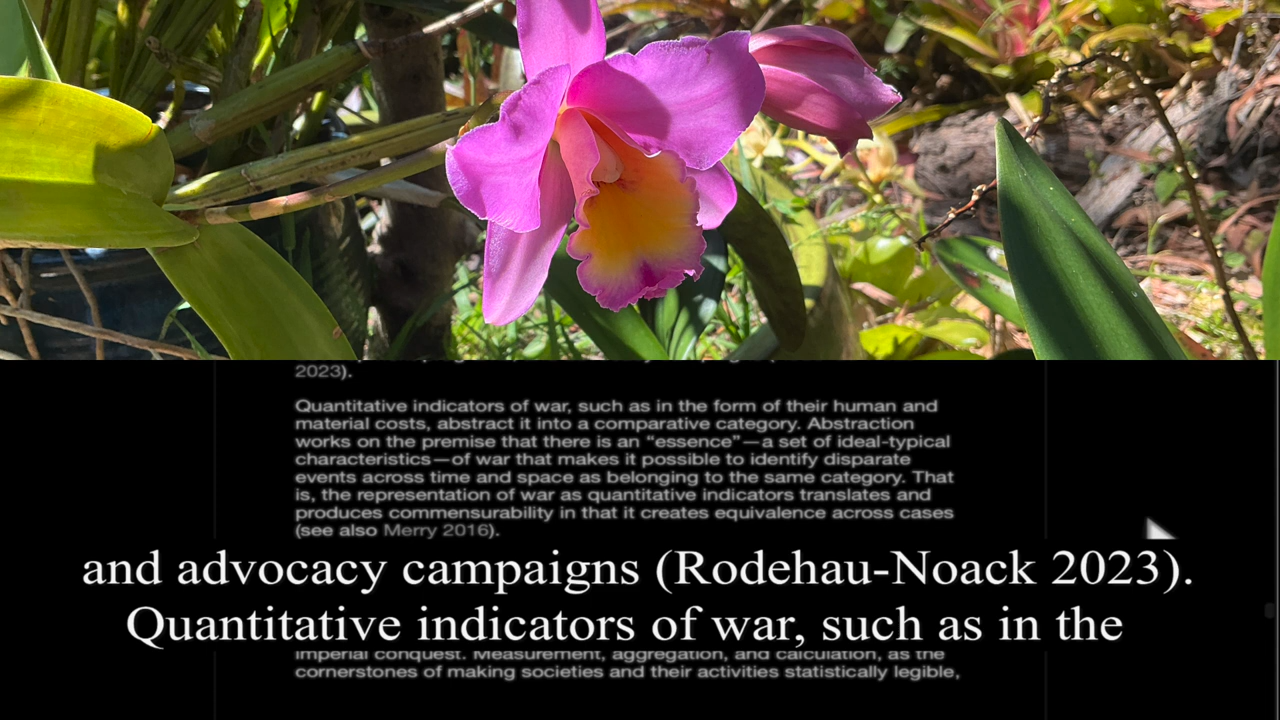 2023).
Quantitative indicators of war, such as in the form of their human and
material costs, abstract it into a comparative category. Abstraction
works on the premise that there is an “essence”—a set of ideal-typical
characteristics—of war that makes it possible to identify disparate
events across time and space as belonging to the same category. That
is, the representation of war as quantitative indicators translates and
produces commensurability in that it creates equivalence across cases
(see also Merry 2016).
and advocacy campaigns (Rodehau-Noack 2023).
Quantitative indicators of war, such as in the
imperial conquest. Measurement, aggregation, and calculation, as the
cornerstones of making societies and their activities statistically legible,